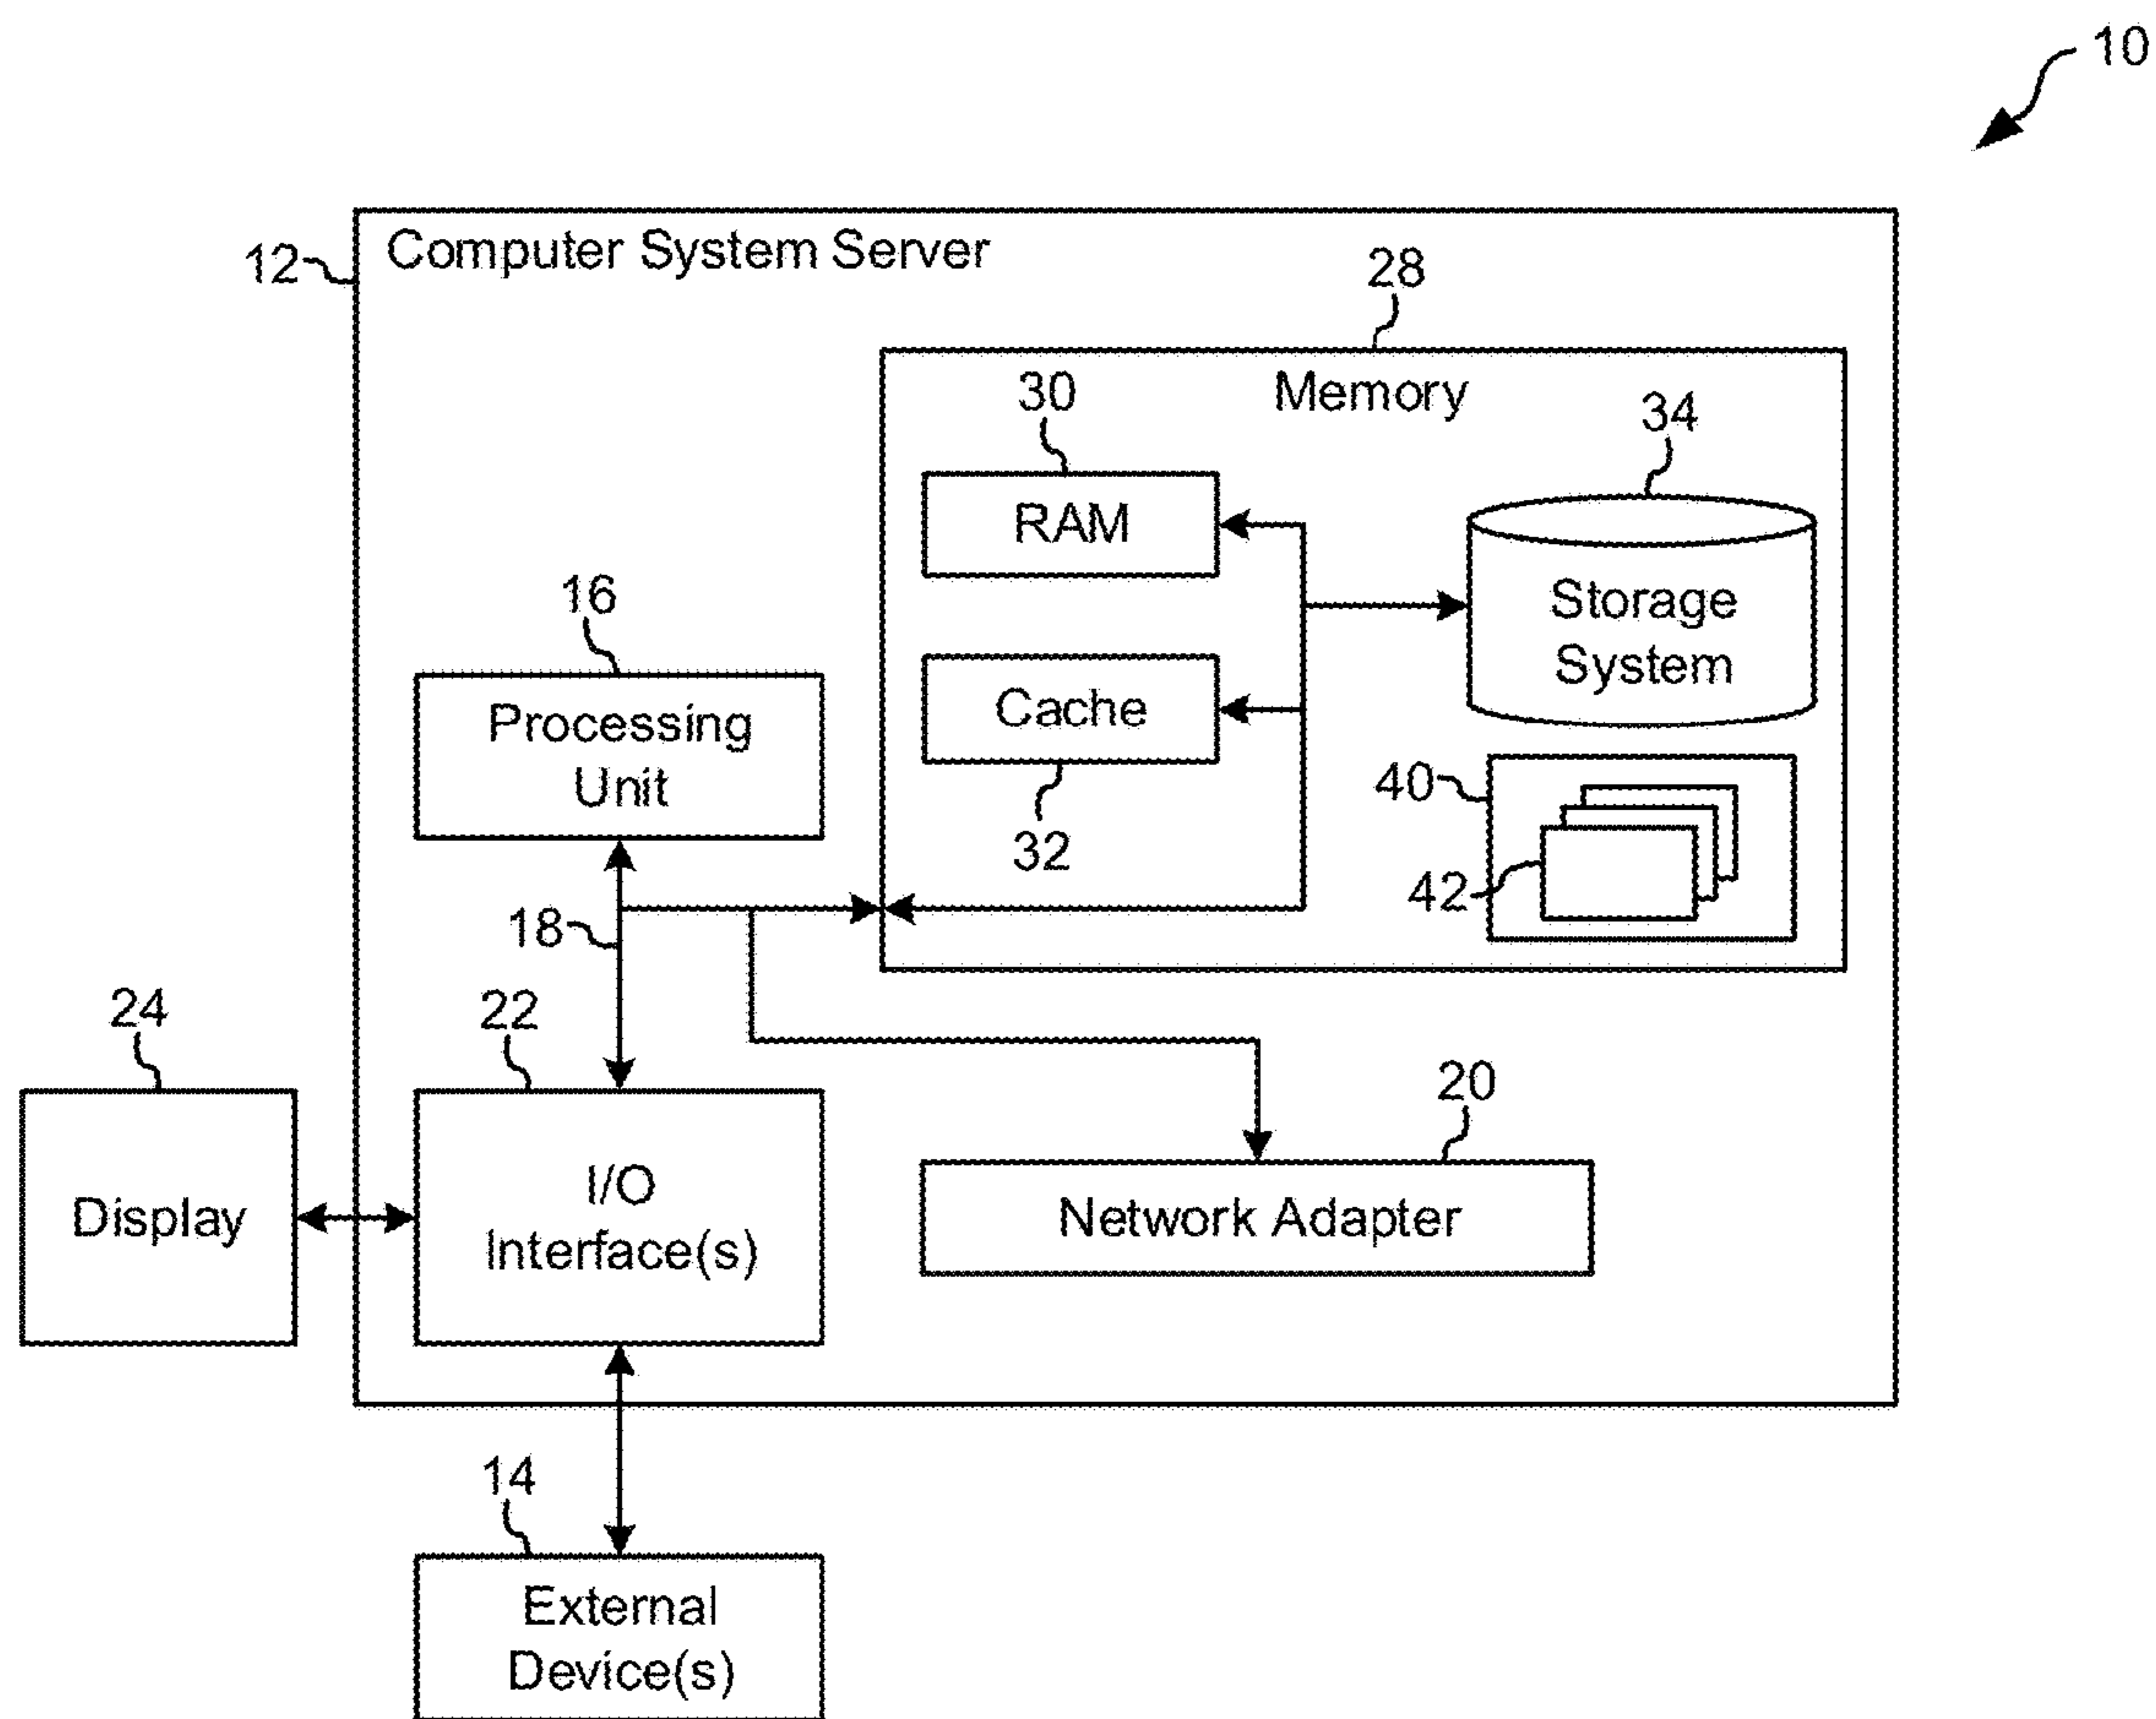 10
12
Computer System Server
28
Memory
30
34
RAM
Storage
System
16
Processing
Unit
Cache
32
40
42
18
24
22
20
Display
I/O
Interface(s)
Network Adapter
14
External
Device(s)